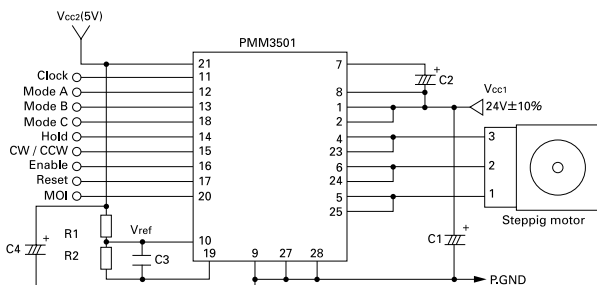 Vcc2(5V)
PMM3501
Clock
Mode A
Mode B
Mode C
Hold
CW / CCW
Enable
Reset
MOI
21
11
12
13
18
14
15
16
17
20
10
19
9
27
28
7
8
1
2
4
23
6
24
5
25
C2
Vcc1
24V±10%
3
2
1
Steppig motor
R1
R2
Vref
C3
C4
C1
P.GND